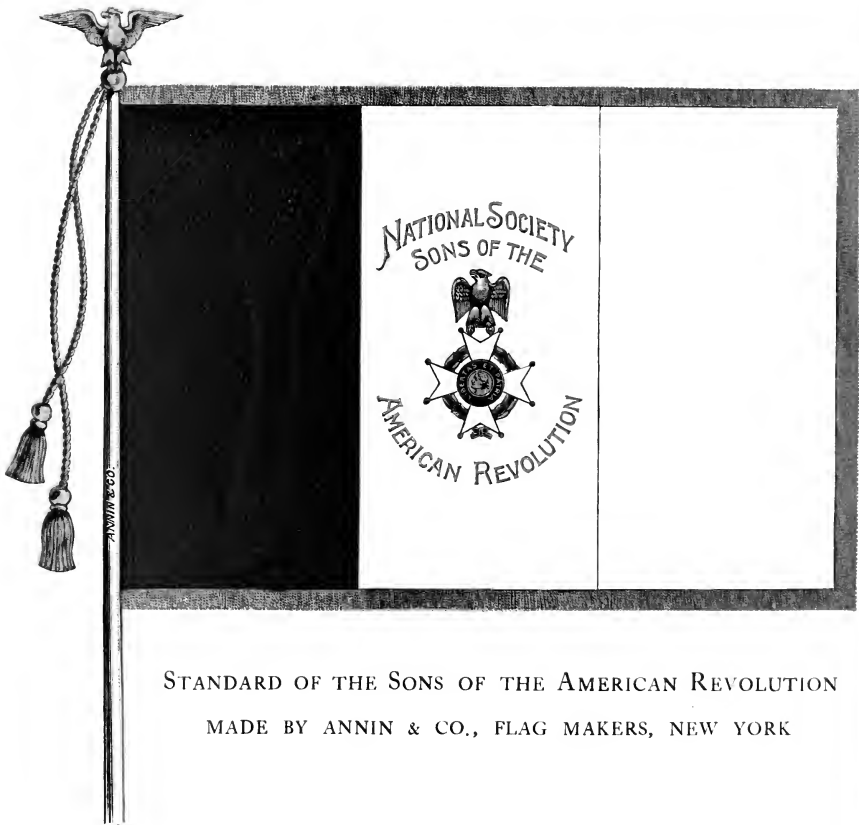 NATIONAL SOCIETY
SONS OF THE
AMERICAN REVOLUTION
ANNIN & CO.
STANDARD OF THE SONS OF THE AMERICAN REVOLUTION
MADE BY ANNIN & CO., FLAG MAKERS, NEW YORK